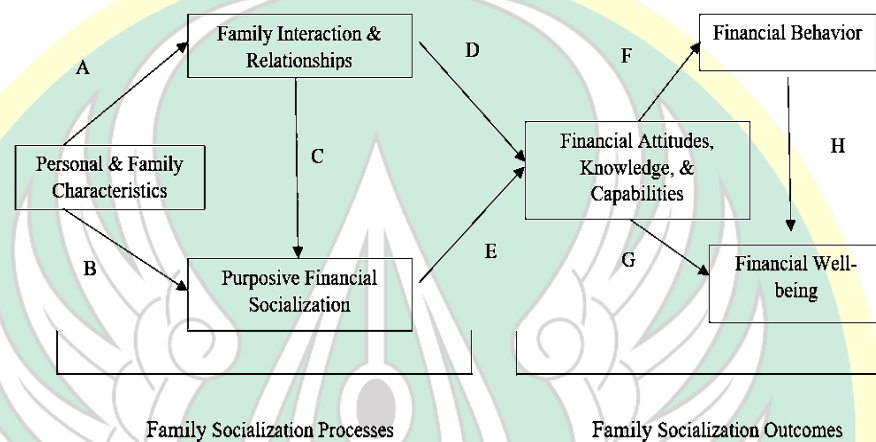 Family Interaction &
Relationships
Financial Behavior
A
D
F
Personal & Family
Characteristics
C
Financial Attitudes,
Knowledge, &
Capabilities
H
B
E
G
Purposive Financial
Socialization
Financial Well-
being
Family Socialization Processes
Family Socialization Outcomes